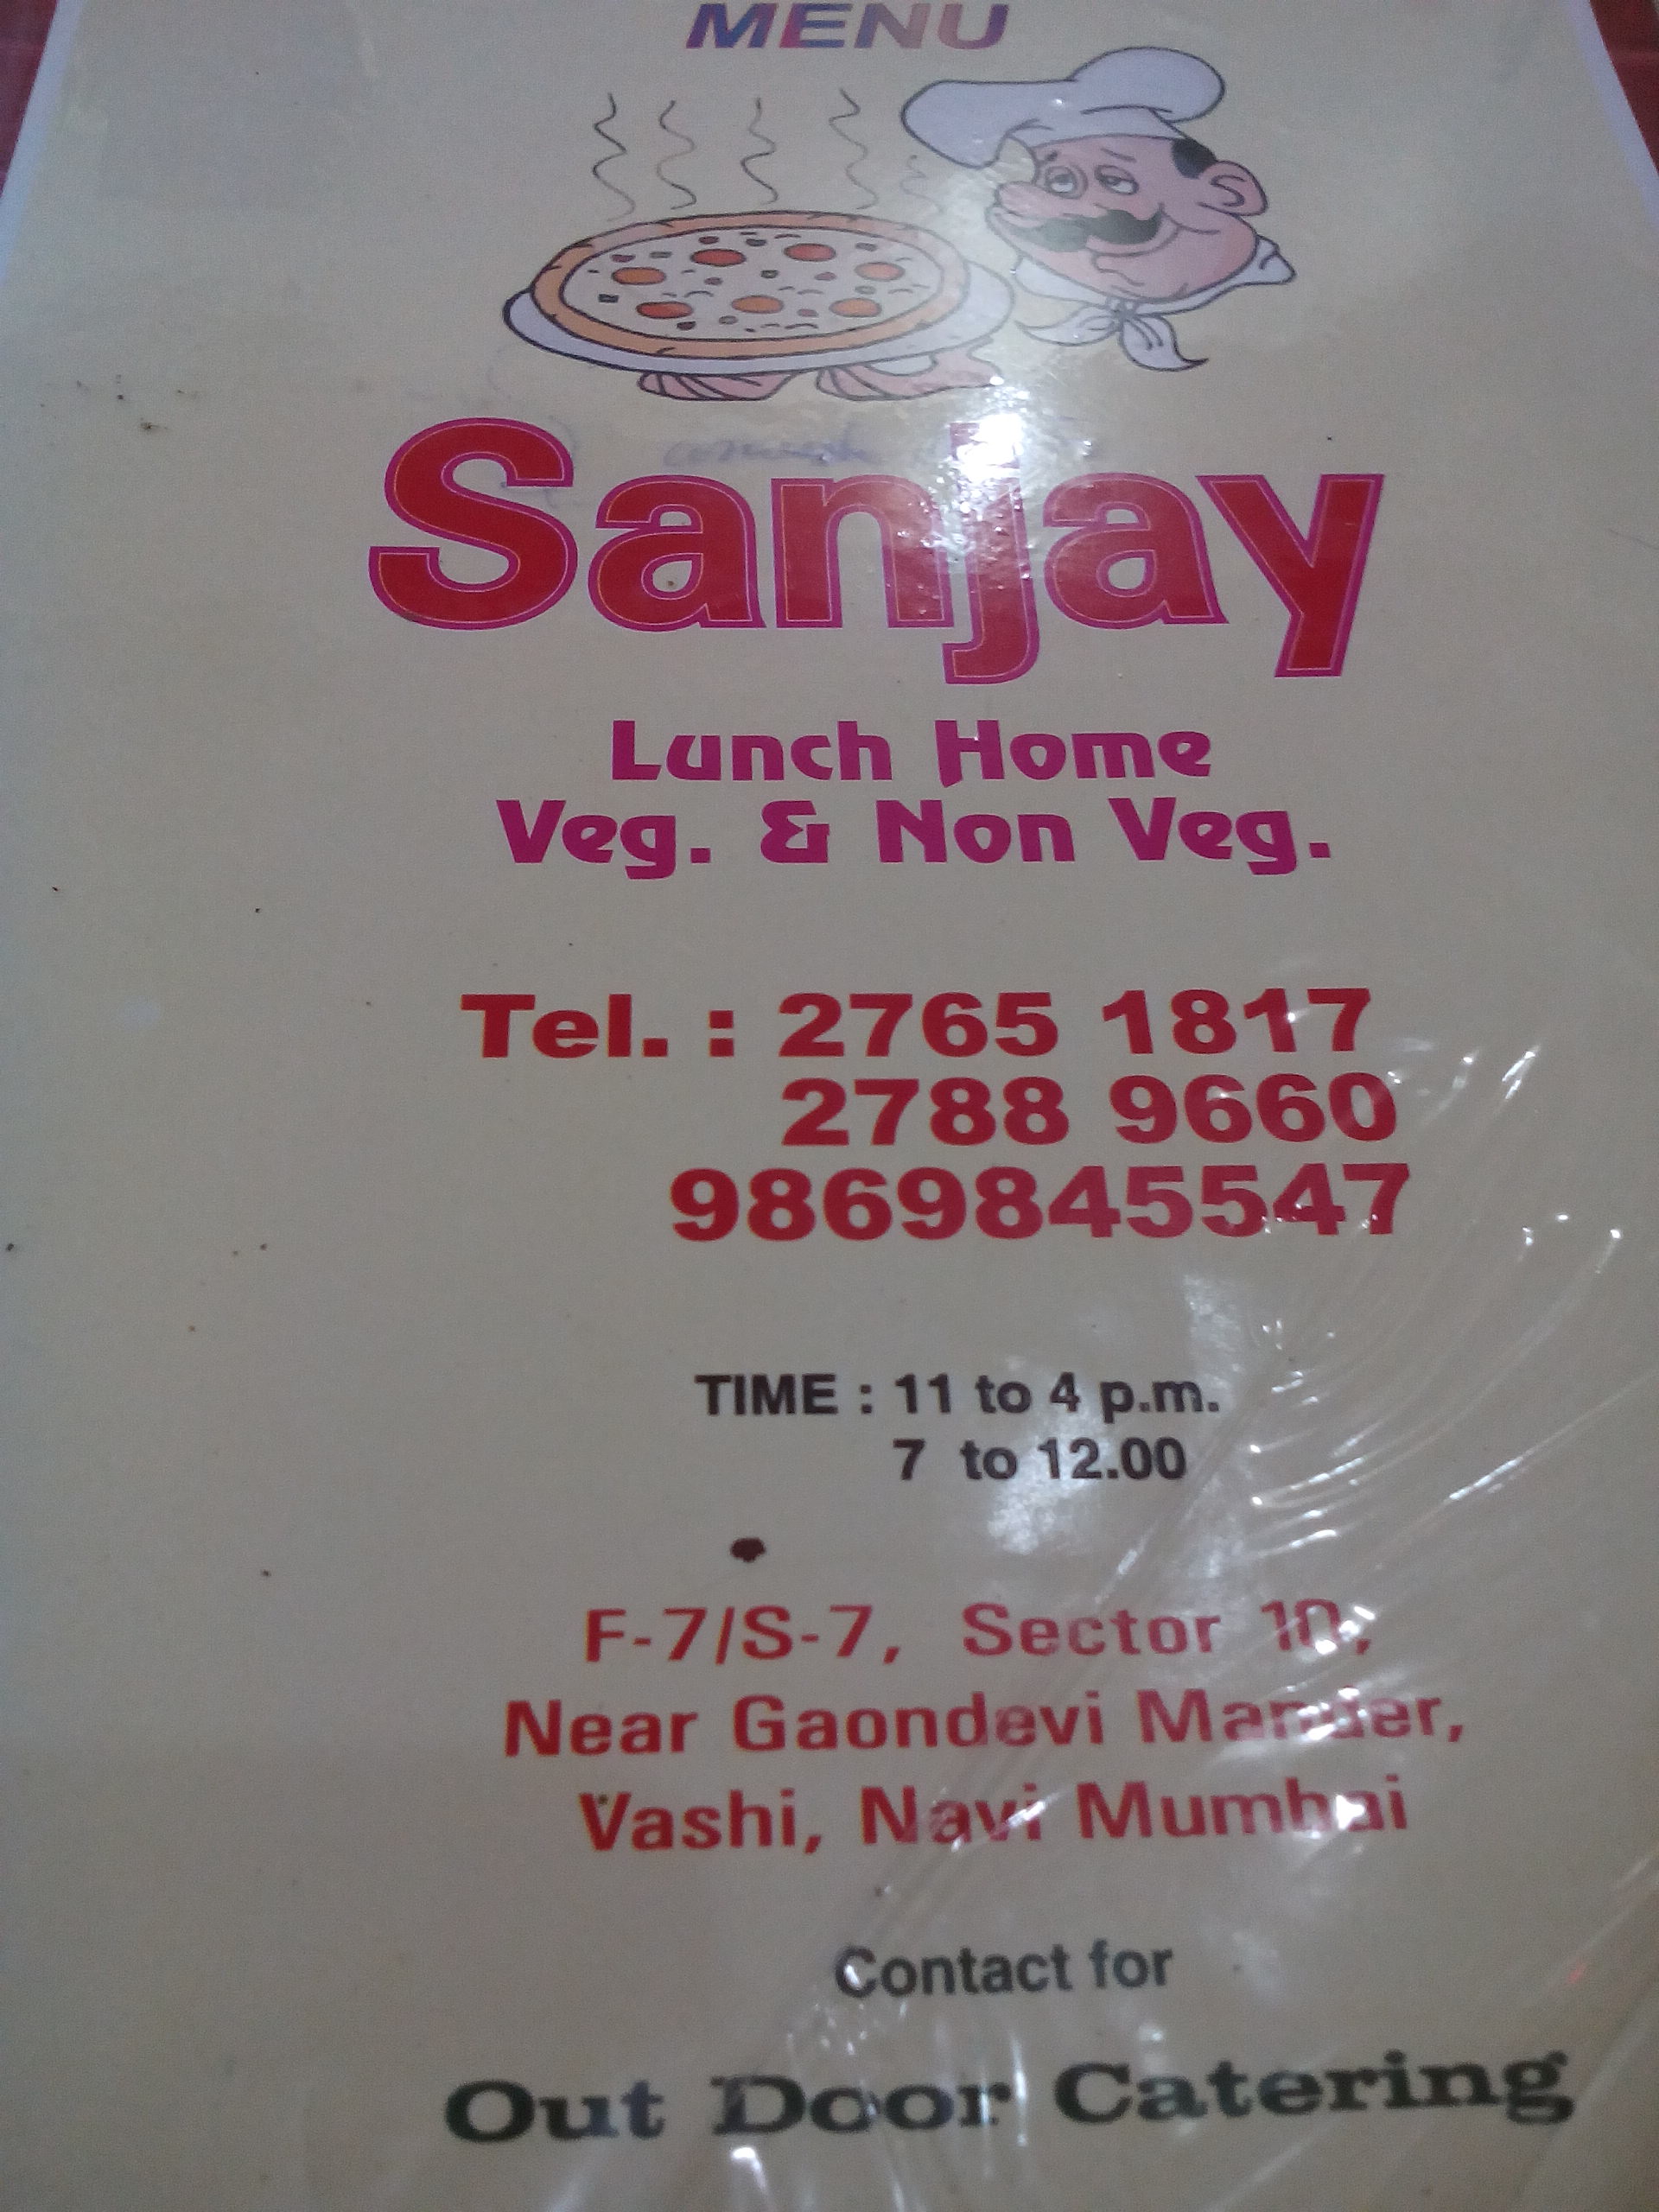 MENU
Sanjay
Lunch Home
Veg. & Non Veg.
Tel. : 2765 1817
2788 9660
9869845547
TIME : 11 to 4 p.m.
7 to 12.00
F-7/S-7, Sector 10,
Near Gaondevi Mander,
Vashi, Navi Mumbai
Contact for
Out Door Catering